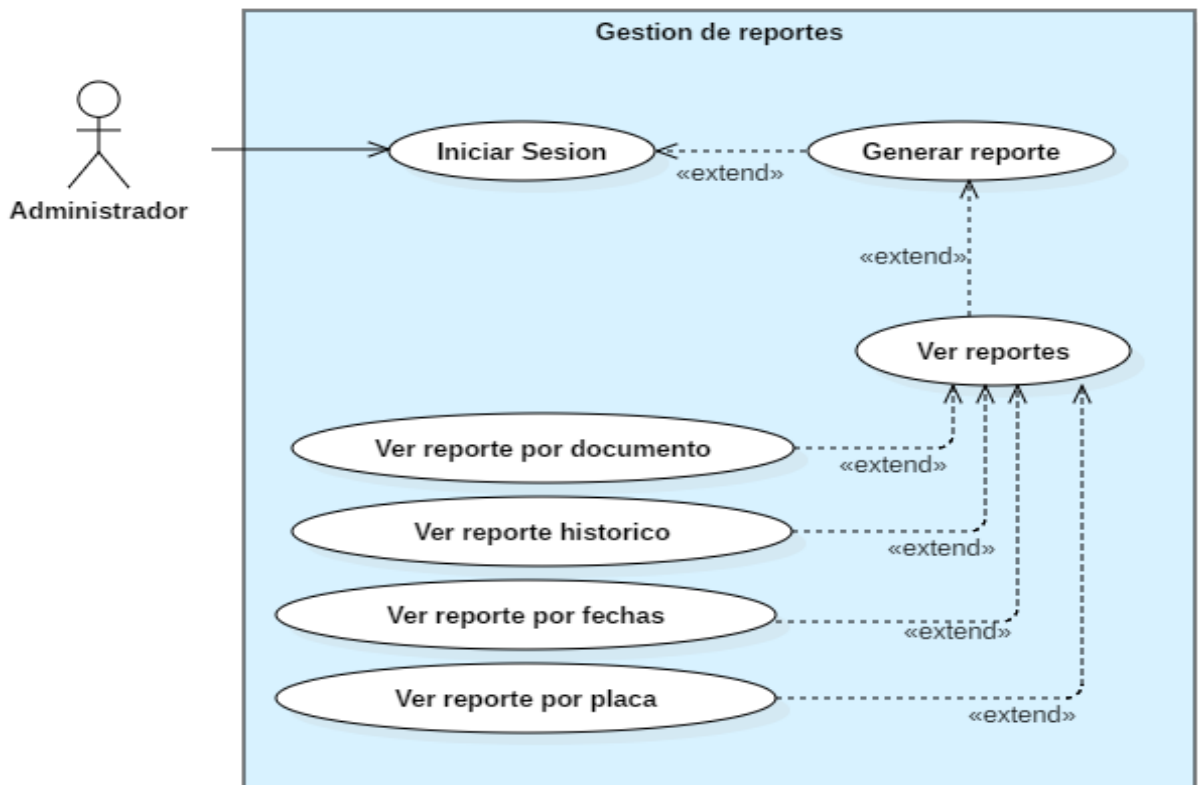 Gestion de reportes
Iniciar Sesion
Generar reporte
«extend»
Administrador
«extend»
Ver reportes
Ver reporte por documento
«extend»
Ver reporte historico
«extend»
Ver reporte por fechas
«extend»
Ver reporte por placa
«extend»